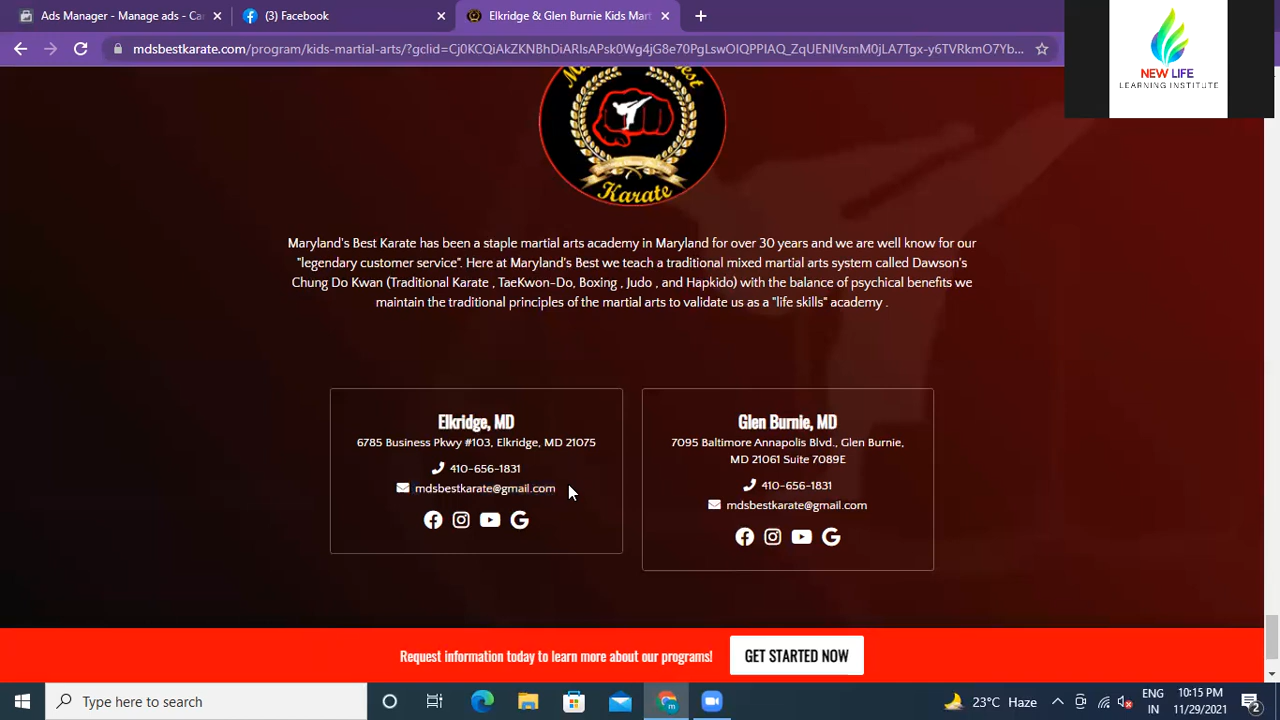 Ads Manager - Manage ads - Ca
(3) Facebook
Elkridge & Glen Burnie Kids Mart
mdsbestkarate.com/program/kids-martial-arts/?gclid=Cj0KCQiAkZKNBhDiARIsAPsk0Wg4jG8e70PgLswOIQPPIAQ_ZqUENIVsmM0jLA7Tgx-y6TVRkmO7Yb...
NEW LIFE
LEARNING INSTITUTE
Karate
Maryland's Best Karate has been a staple martial arts academy in Maryland for over 30 years and we are well know for our
"legendary customer service". Here at Maryland's Best we teach a traditional mixed martial arts system called Dawson's
Chung Do Kwan (Traditional Karate , TaeKwon-Do, Boxing , Judo , and Hapkido) with the balance of psychical benefits we
maintain the traditional principles of the martial arts to validate us as a "life skills" academy .
Elkridge, MD
6785 Business Pkwy #103, Elkridge, MD 21075
410-656-1831
mdsbestkarate@gmail.com
Glen Burnie, MD
7095 Baltimore Annapolis Blvd., Glen Burnie,
MD 21061 Suite 7089E
410-656-1831
mdsbestkarate@gmail.com
Request information today to learn more about our programs!
GET STARTED NOW
Type here to search
23°C Haze
ENG
IN
10:15 PM
11/29/2021
2